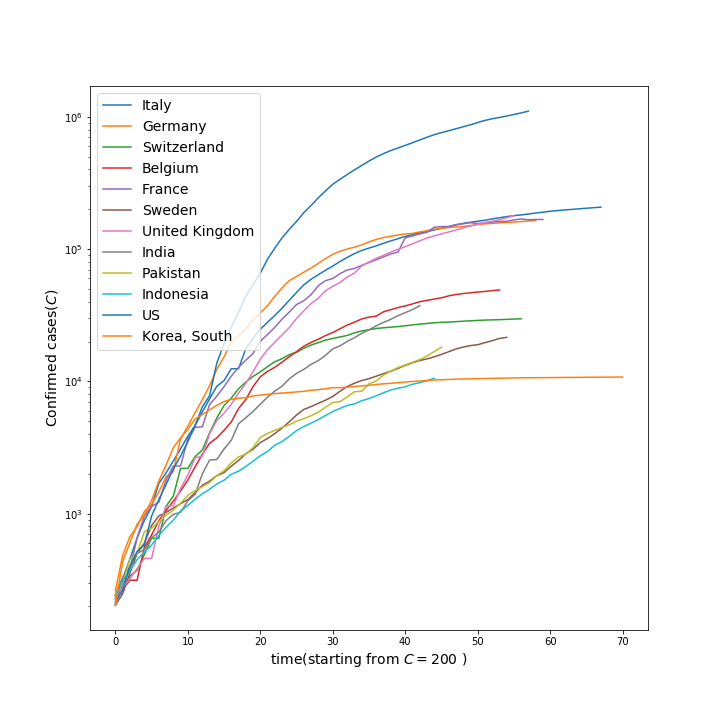 10^6
10^5
10^4
10^3
Confirmed cases(C)
Italy
Germany
Switzerland
Belgium
France
Sweden
United Kingdom
India
Pakistan
Indonesia
US
Korea, South
0 10 20 30 40 50 60 70
time(starting from C = 200 )